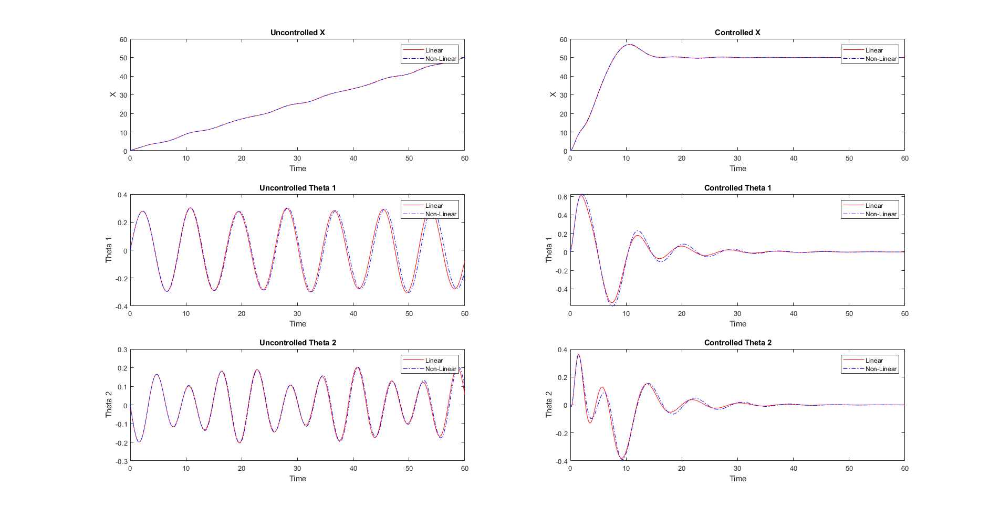 Uncontrolled X
60
50
40
30
20
10
0
X
Linear
Non-Linear
0 10 20 30 40 50 60
Time
Controlled X
60
50
40
30
20
10
0
X
Linear
Non-Linear
0 10 20 30 40 50 60
Time
Uncontrolled Theta 1
0.4
0.2
0
-0.2
-0.4
Theta 1
Linear
Non-Linear
0 10 20 30 40 50 60
Time
Controlled Theta 1
0.6
0.4
0.2
0
-0.2
-0.4
Theta 1
Linear
Non-Linear
0 10 20 30 40 50 60
Time
Uncontrolled Theta 2
0.3
0.2
0.1
0
-0.1
-0.2
-0.3
Theta 2
Linear
Non-Linear
0 10 20 30 40 50 60
Time
Controlled Theta 2
0.4
0.2
0
-0.2
-0.4
Theta 2
Linear
Non-Linear
0 10 20 30 40 50 60
Time